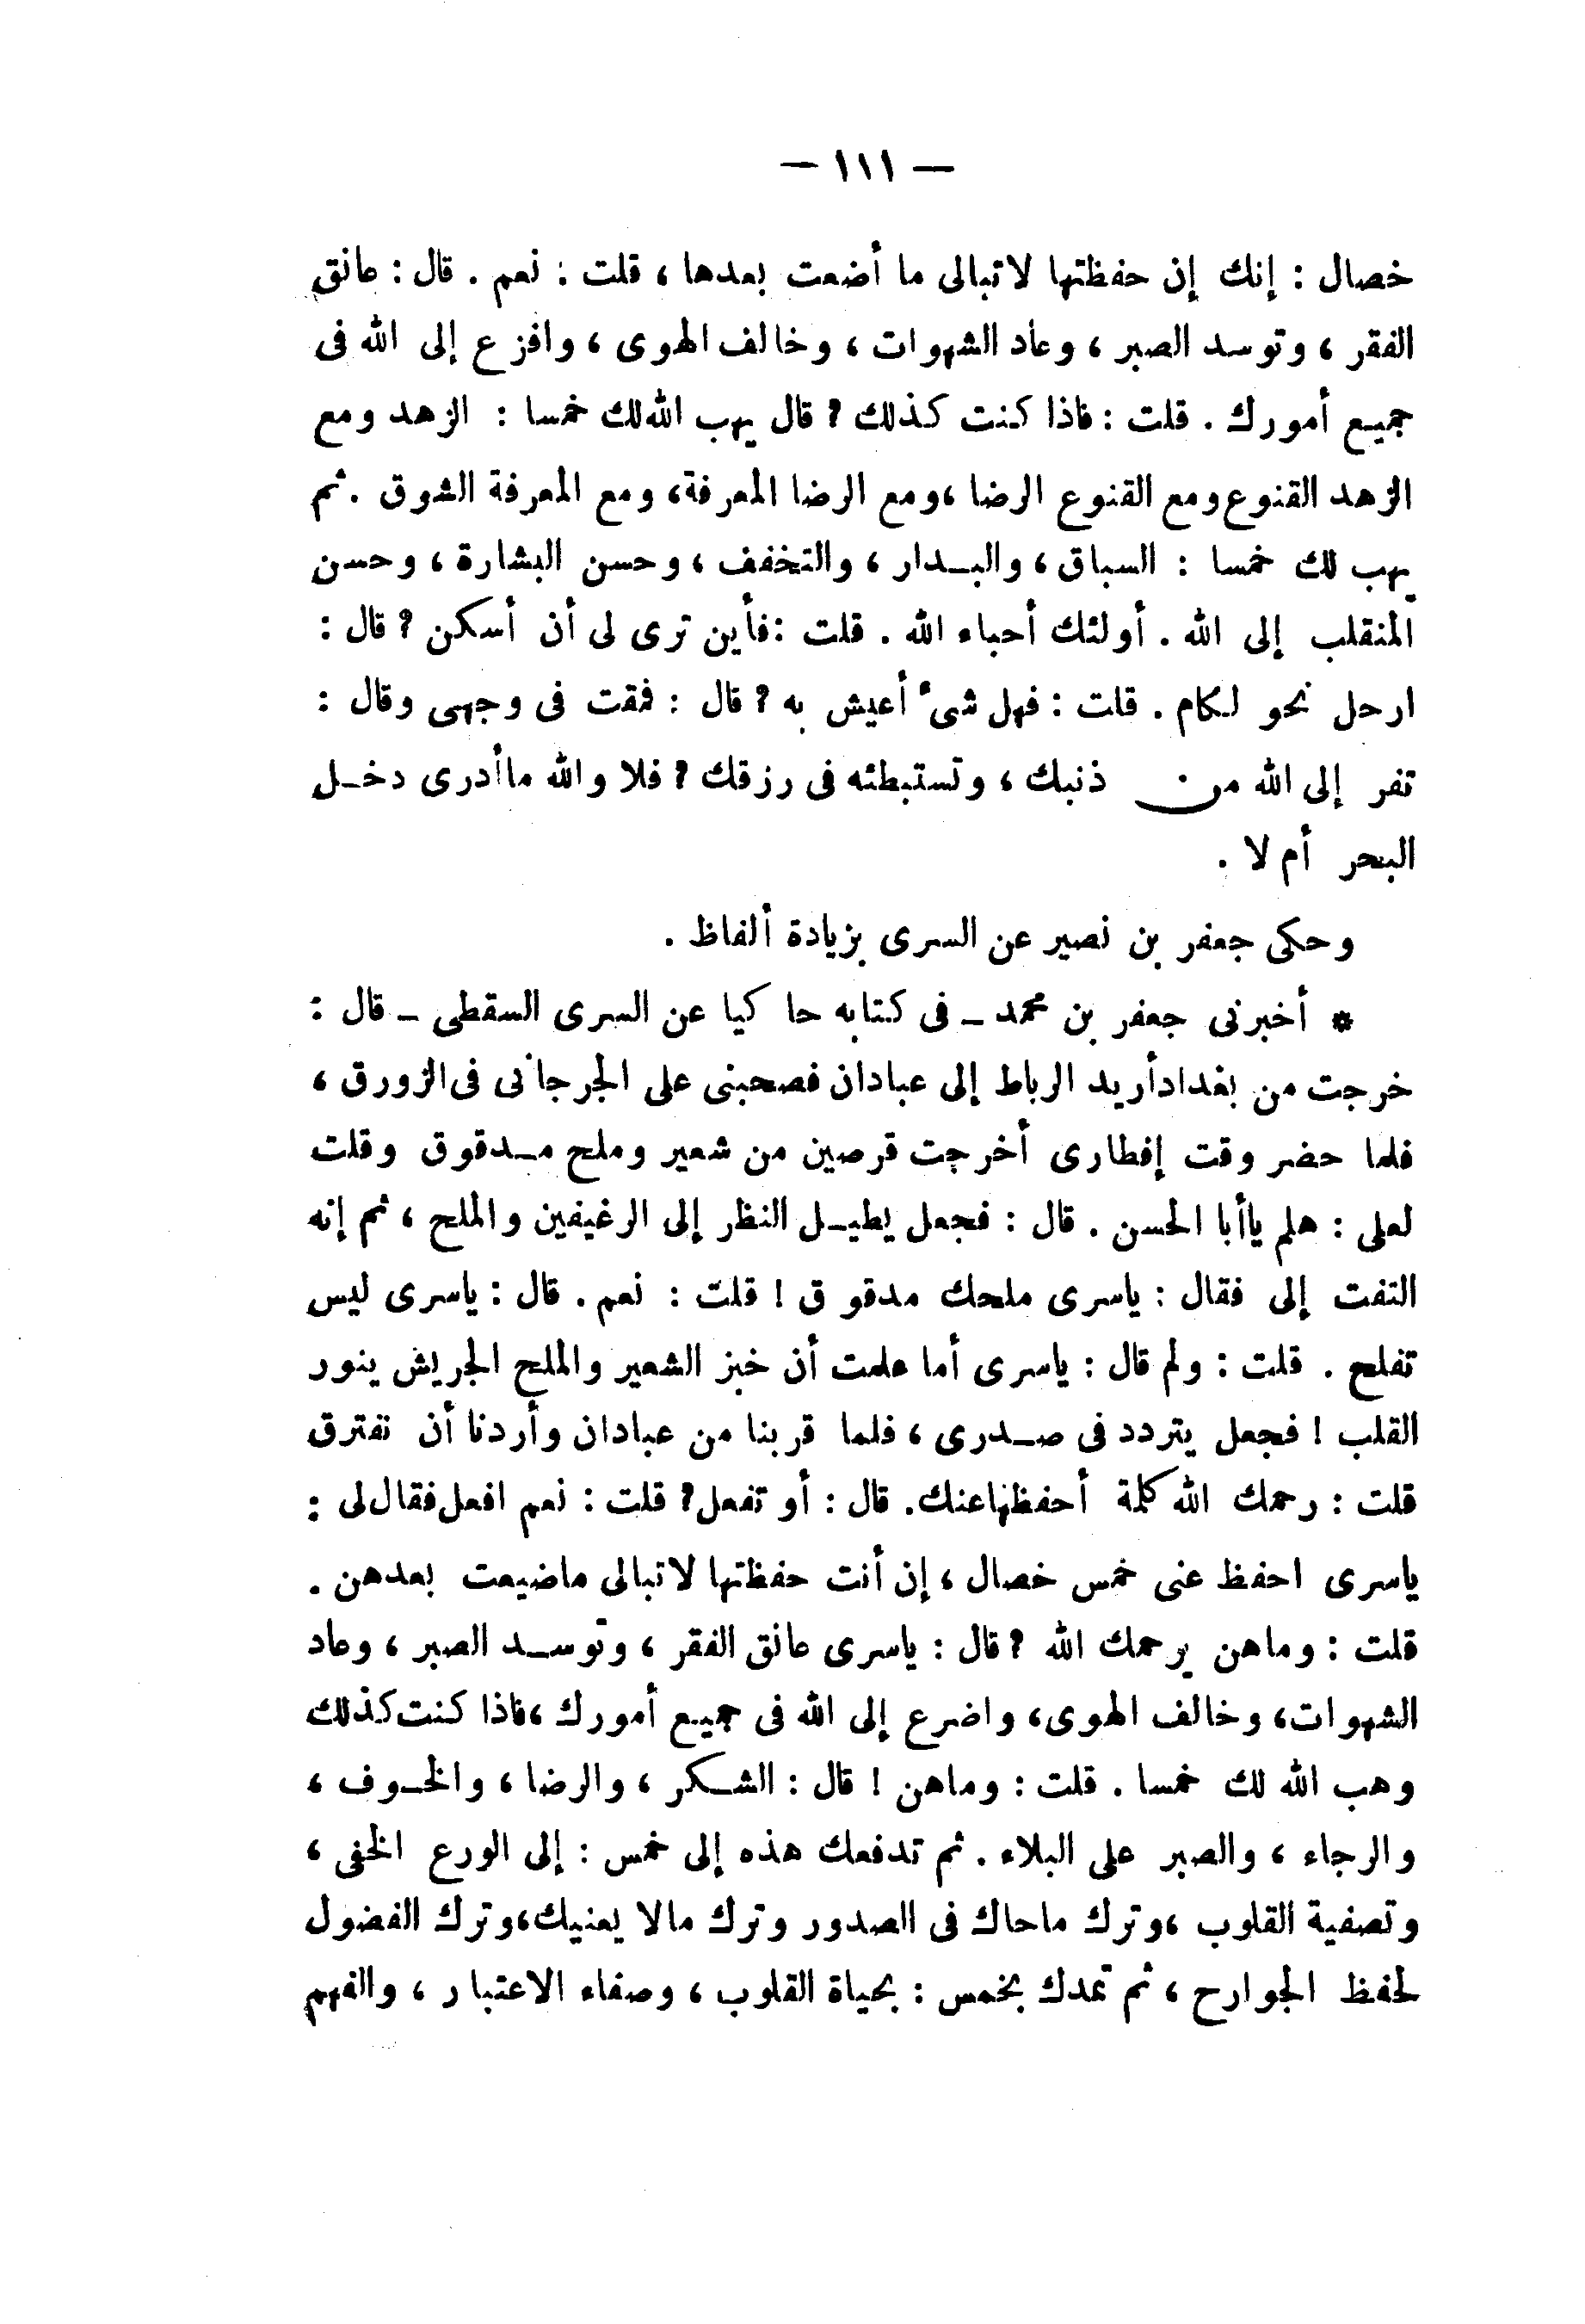 — ١١١ —
خصال : إنك إن حفظتها لا تبالى ما أضعت بعدها ، قلت : نعم . قال : عانق
الفقر ، وتوسد الصبر ، وعاد الشهوات ، وخالف الهوى ، وافزع إلى الله فى
جميع أمورك . قلت : فاذا كنت كذلك ? قال يهب الله لك خمسا : الزهد ومع
الزهد القنوع ومع القنوع الرضا ، ومع الرضا المعرفة، ومع المعرفة الشوق . ثم
يهب لك خمسا : السباق ، والبدار ، والتخفف ، وحسن البشارة ، وحسن
المنقلب إلى الله . أولئك أحباء الله . قلت : فأين ترى لى أن أسكن ? قال :
ارحل نحو لكام . قلت : فهل شىء أعيش به ? قال : فمقت فى وجهى وقال :
تفر إلى الله من ذنبك ، وتستبطئه فى رزقك ? فلا والله ما أدرى دخل
البحر أم لا .
وحكى جعفر بن نصير عن السرى بزيادة ألفاظ .
* أخبرنى جعفر بن محمد - فى كتابه حاكيا عن السرى السقطى - قال :
خرجت من بغداد أريد الرباط إلى عبادان فصحبنى على الجرجانى فى الزورق ،
فلما حضر وقت إفطارى أخرجت قرصين من شعير وملح مدقوق وقلت
لعلى : هلم يا أبا الحسن . قال : فجعل يطيل النظر إلى الرغيفين والملح ، ثم إنه
التفت إلى فقال : ياسرى ملحك مدقوق ! قلت : نعم . قال : ياسرى ليس
تفلح . قلت : ولم قال : ياسرى أما علمت أن خبز الشعير والملح الجريش ينور
القلب ! فجعل يتردد فى صدرى ، فلما قربنا من عبادان وأردنا أن نفترق
قلت : رحمك الله كلمة أحفظها عنك. قال : أو تفعل ? قلت : نعم افعل فقال لى :
ياسرى احفظ عنى خمس خصال ، إن أنت حفظتها لا تبالى ماضيعت بعدهن .
قلت : وماهن يرحمك الله ? قال : ياسرى عانق الفقر ، وتوسد الصبر ، وعاد
الشهوات، وخالف الهوى، واضرع إلى الله فى جميع أمورك ، فاذا كنت كذلك
وهب الله لك خمسا . قلت : وماهن ! قال : الشكر ، والرضا ، والخوف ،
والرجاء ، والصبر على البلاء . ثم تدفعك هذه إلى خمس : إلى الورع الخفى ،
وتصفية القلوب ، وترك ماحاك فى الصدور وترك مالا يعنيك، وترك الفضول
لحفظ الجوارح ، ثم تمدك بخمس : بحياة القلوب ، وصفاء الاعتبار ، والفهم